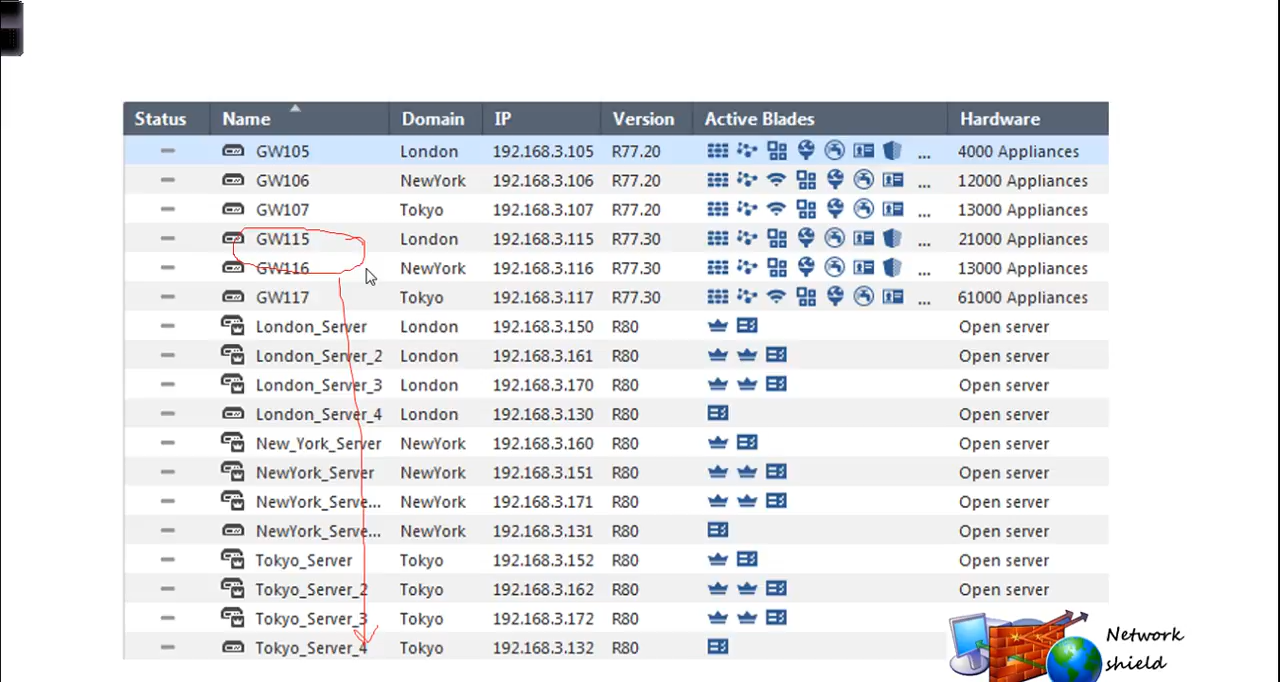 Status Name Domain IP Version Active Blades Hardware
GW105 London 192.168.3.105 R77.20 ... 4000 Appliances
GW106 NewYork 192.168.3.106 R77.20 ... 12000 Appliances
GW107 Tokyo 192.168.3.107 R77.20 ... 13000 Appliances
GW115 London 192.168.3.115 R77.30 ... 21000 Appliances
GW116 NewYork 192.168.3.116 R77.30 ... 13000 Appliances
GW117 Tokyo 192.168.3.117 R77.30 ... 61000 Appliances
London_Server London 192.168.3.150 R80 Open server
London_Server_2 London 192.168.3.161 R80 Open server
London_Server_3 London 192.168.3.170 R80 Open server
London_Server_4 London 192.168.3.130 R80 Open server
New_York_Server NewYork 192.168.3.160 R80 Open server
NewYork_Server NewYork 192.168.3.151 R80 Open server
NewYork_Serve... NewYork 192.168.3.171 R80 Open server
NewYork_Serve... NewYork 192.168.3.131 R80 Open server
Tokyo_Server Tokyo 192.168.3.152 R80 Open server
Tokyo_Server_2 Tokyo 192.168.3.162 R80 Open server
Tokyo_Server_3 Tokyo 192.168.3.172 R80
Tokyo_Server_4 Tokyo 192.168.3.132 R80
Network
shield